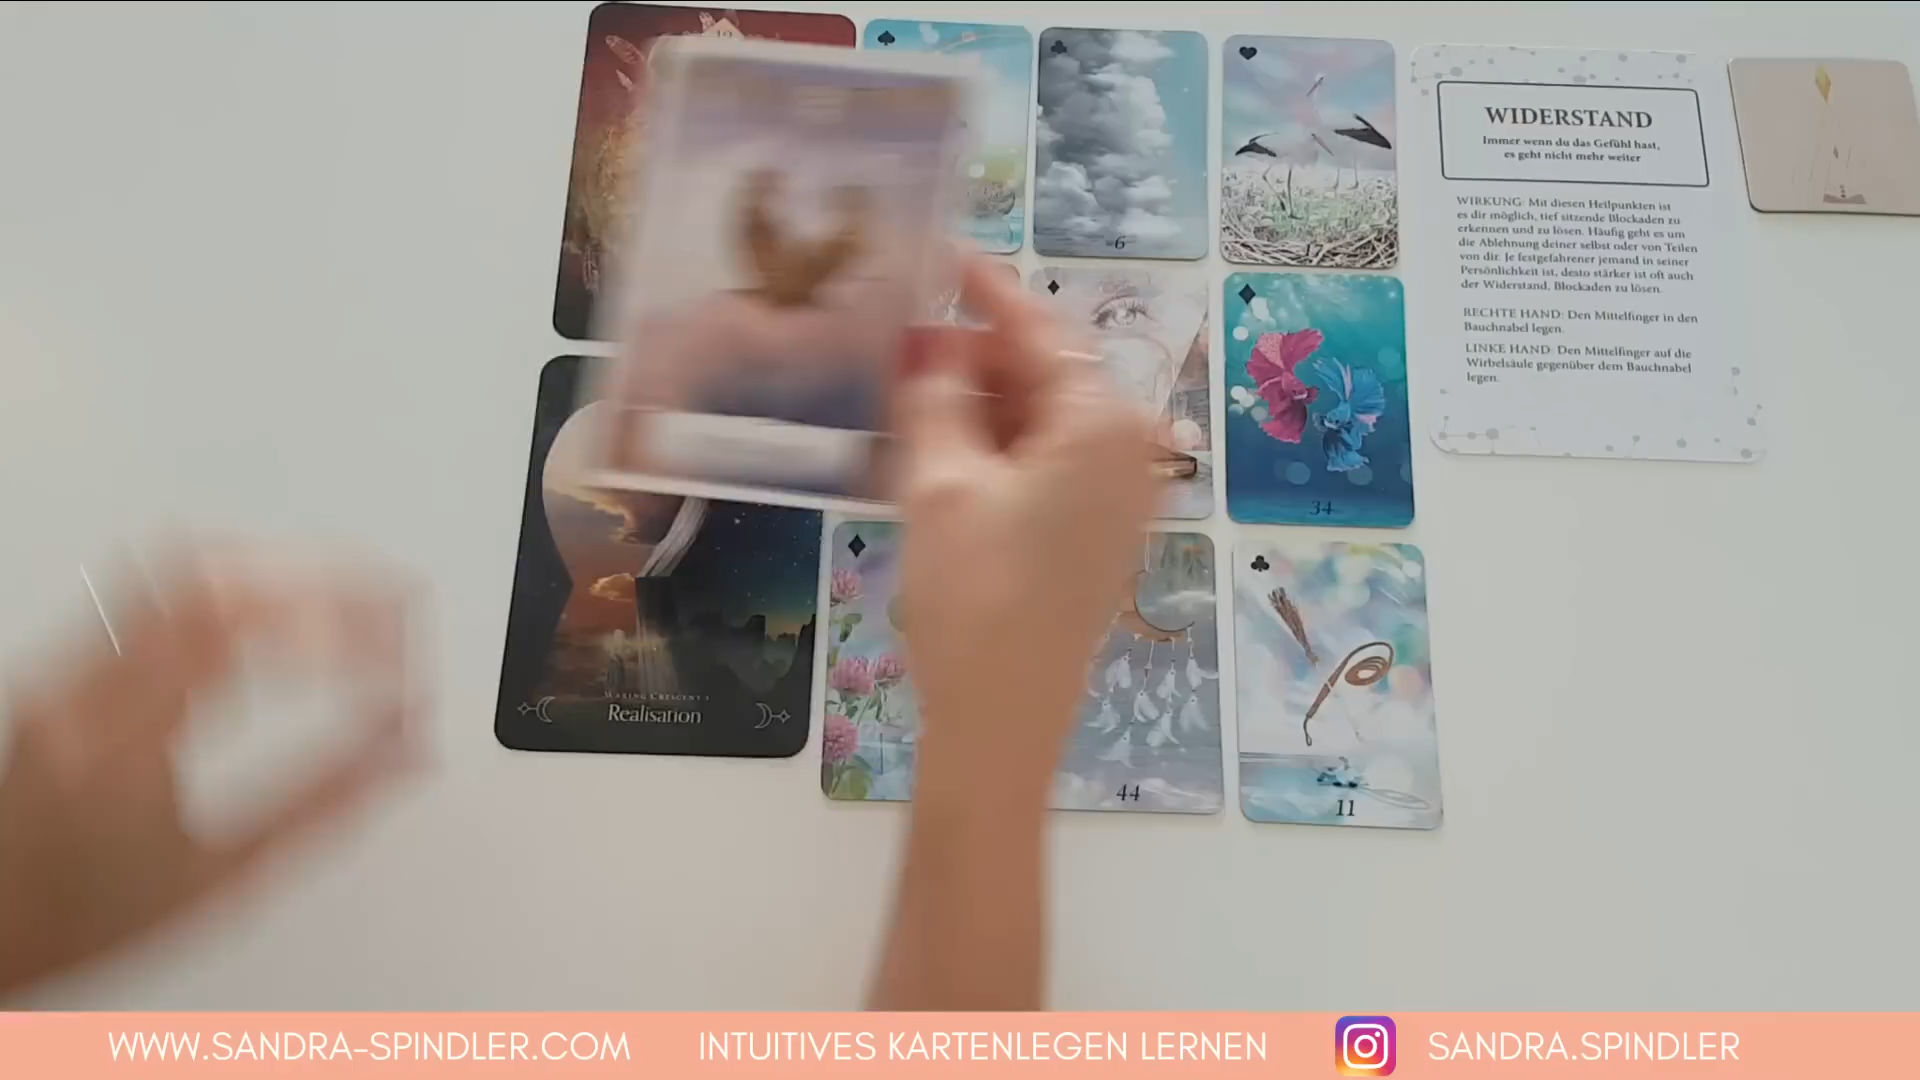 WIDERSTAND
Immer wenn du das Gefühl hast,
es geht nicht mehr weiter
WIRKUNG: Mit diesen Heilpunkten ist
es dir möglich, tief sitzende Blockaden zu
erkennen und zu lösen. Häufig geht es um
die Ablehnung deiner selbst oder von Teilen
von dir. Je festgefahrener jemand in seiner
Persönlichkeit ist, desto stärker ist oft auch
der Widerstand, Blockaden zu lösen.
RECHTE HAND: Den Mittelfinger in den
Bauchnabel legen.
LINKE HAND: Den Mittelfinger auf die
Wirbelsäule gegenüber dem Bauchnabel
legen.
6
17
34
Waxing Crescent
Realisation
44
11
WWW.SANDRA-SPINDLER.COM INTUITIVES KARTENLEGEN LERNEN SANDRA.SPINDLER